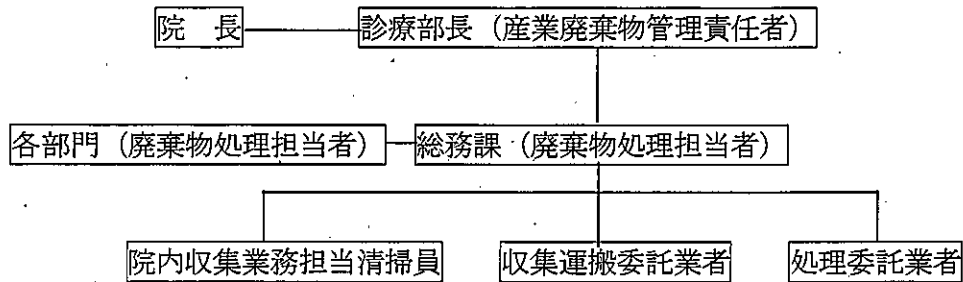 院　長
診療部長（産業廃棄物管理責任者）
各部門（廃棄物処理担当者）
総務課（廃棄物処理担当者）
院内収集業務担当清掃員
収集運搬委託業者
処理委託業者